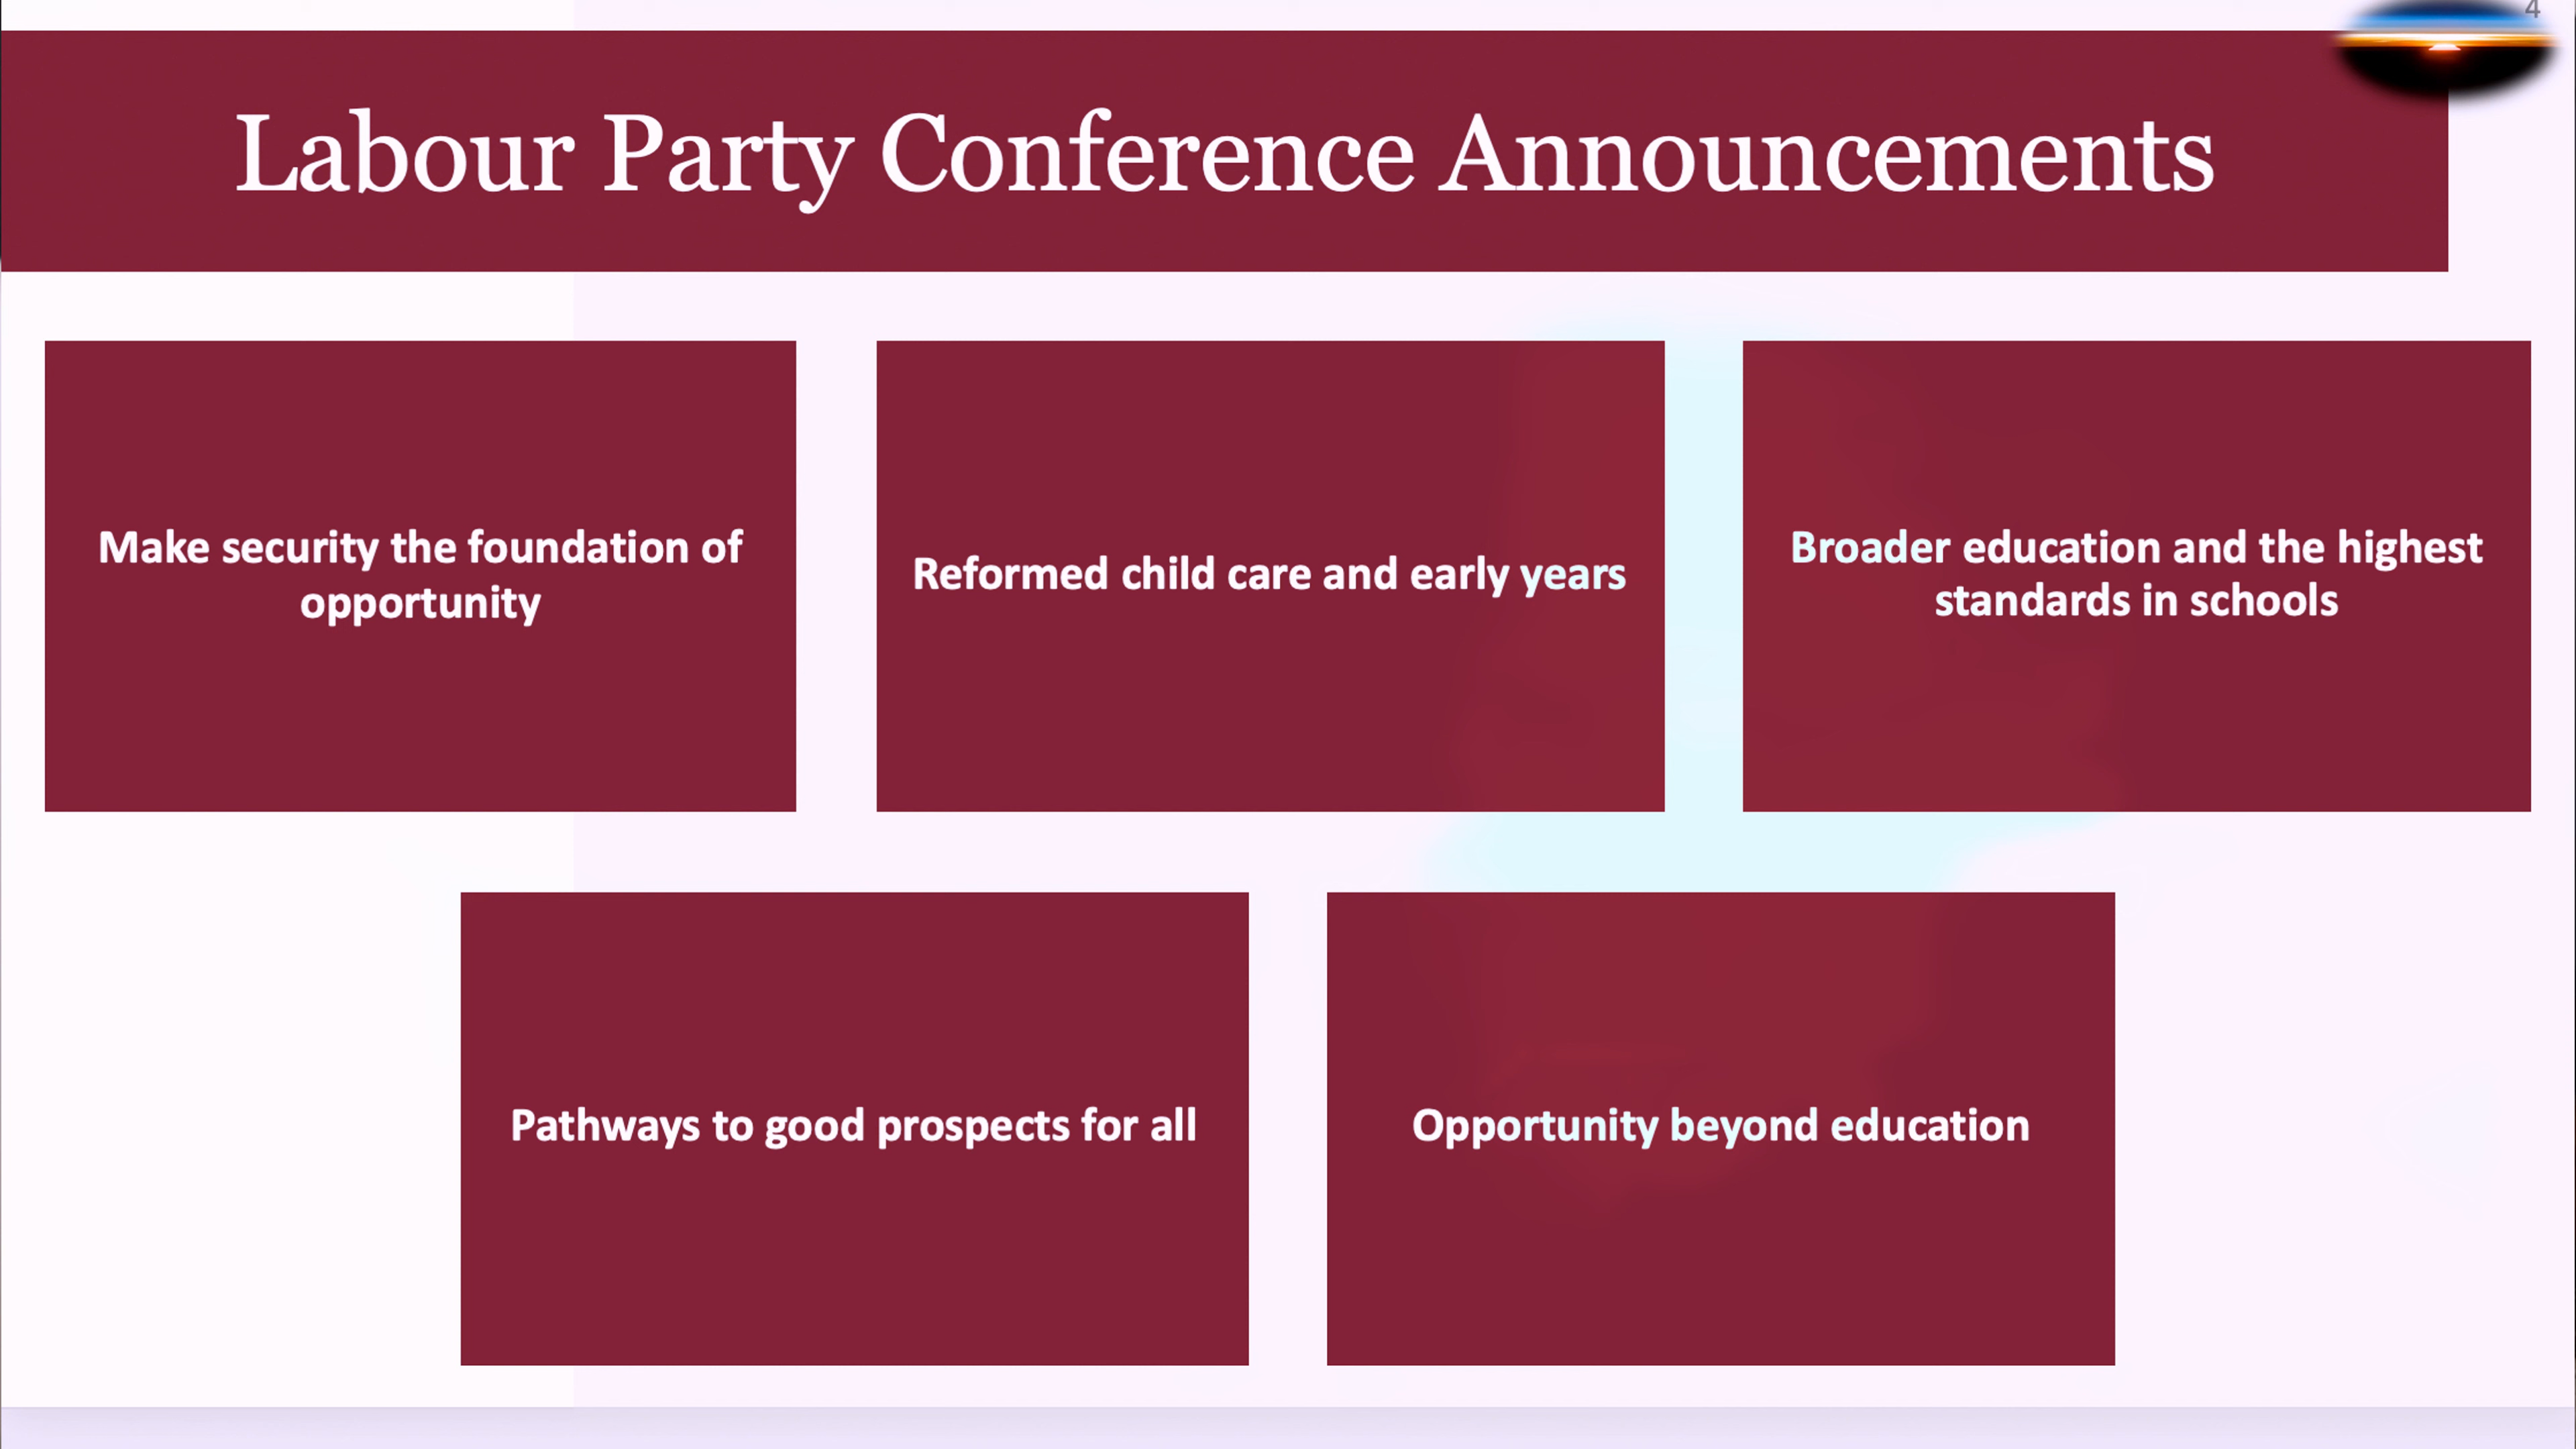 4
Labour Party Conference Announcements
Make security the foundation of
opportunity
Reformed child care and early years
Broader education and the highest
standards in schools
Pathways to good prospects for all
Opportunity beyond education